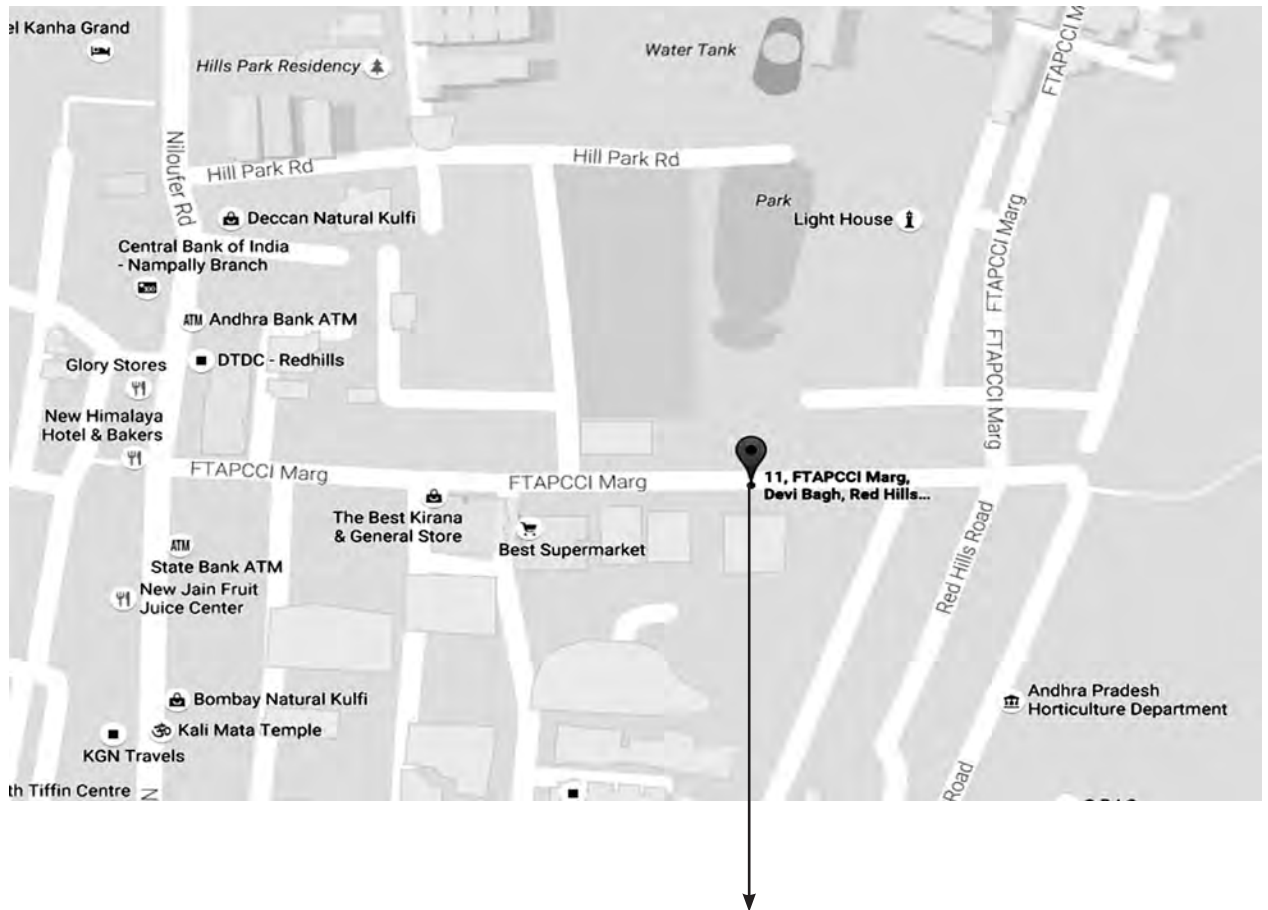 el Kanha Grand
Hills Park Residency
Water Tank
FTAPCCI M
Niloufer Rd
Hill Park Rd
Hill Park Rd
Park
Light House
Deccan Natural Kulfi
Central Bank of India
- Nampally Branch
FTAPCCI Marg
ATM
Andhra Bank ATM
FTAPCCI Marg
DTDC - Redhills
Glory Stores
New Himalaya
Hotel & Bakers
FTAPCCI Marg
FTAPCCI Marg
11, FTAPCCI Marg,
Devi Bagh, Red Hills...
The Best Kirana
& General Store
Best Supermarket
ATM
State Bank ATM
New Jain Fruit
Juice Center
Red Hills Road
Bombay Natural Kulfi
Kali Mata Temple
KGN Travels
Andhra Pradesh
Horticulture Department
th Tiffin Centre
N
Road